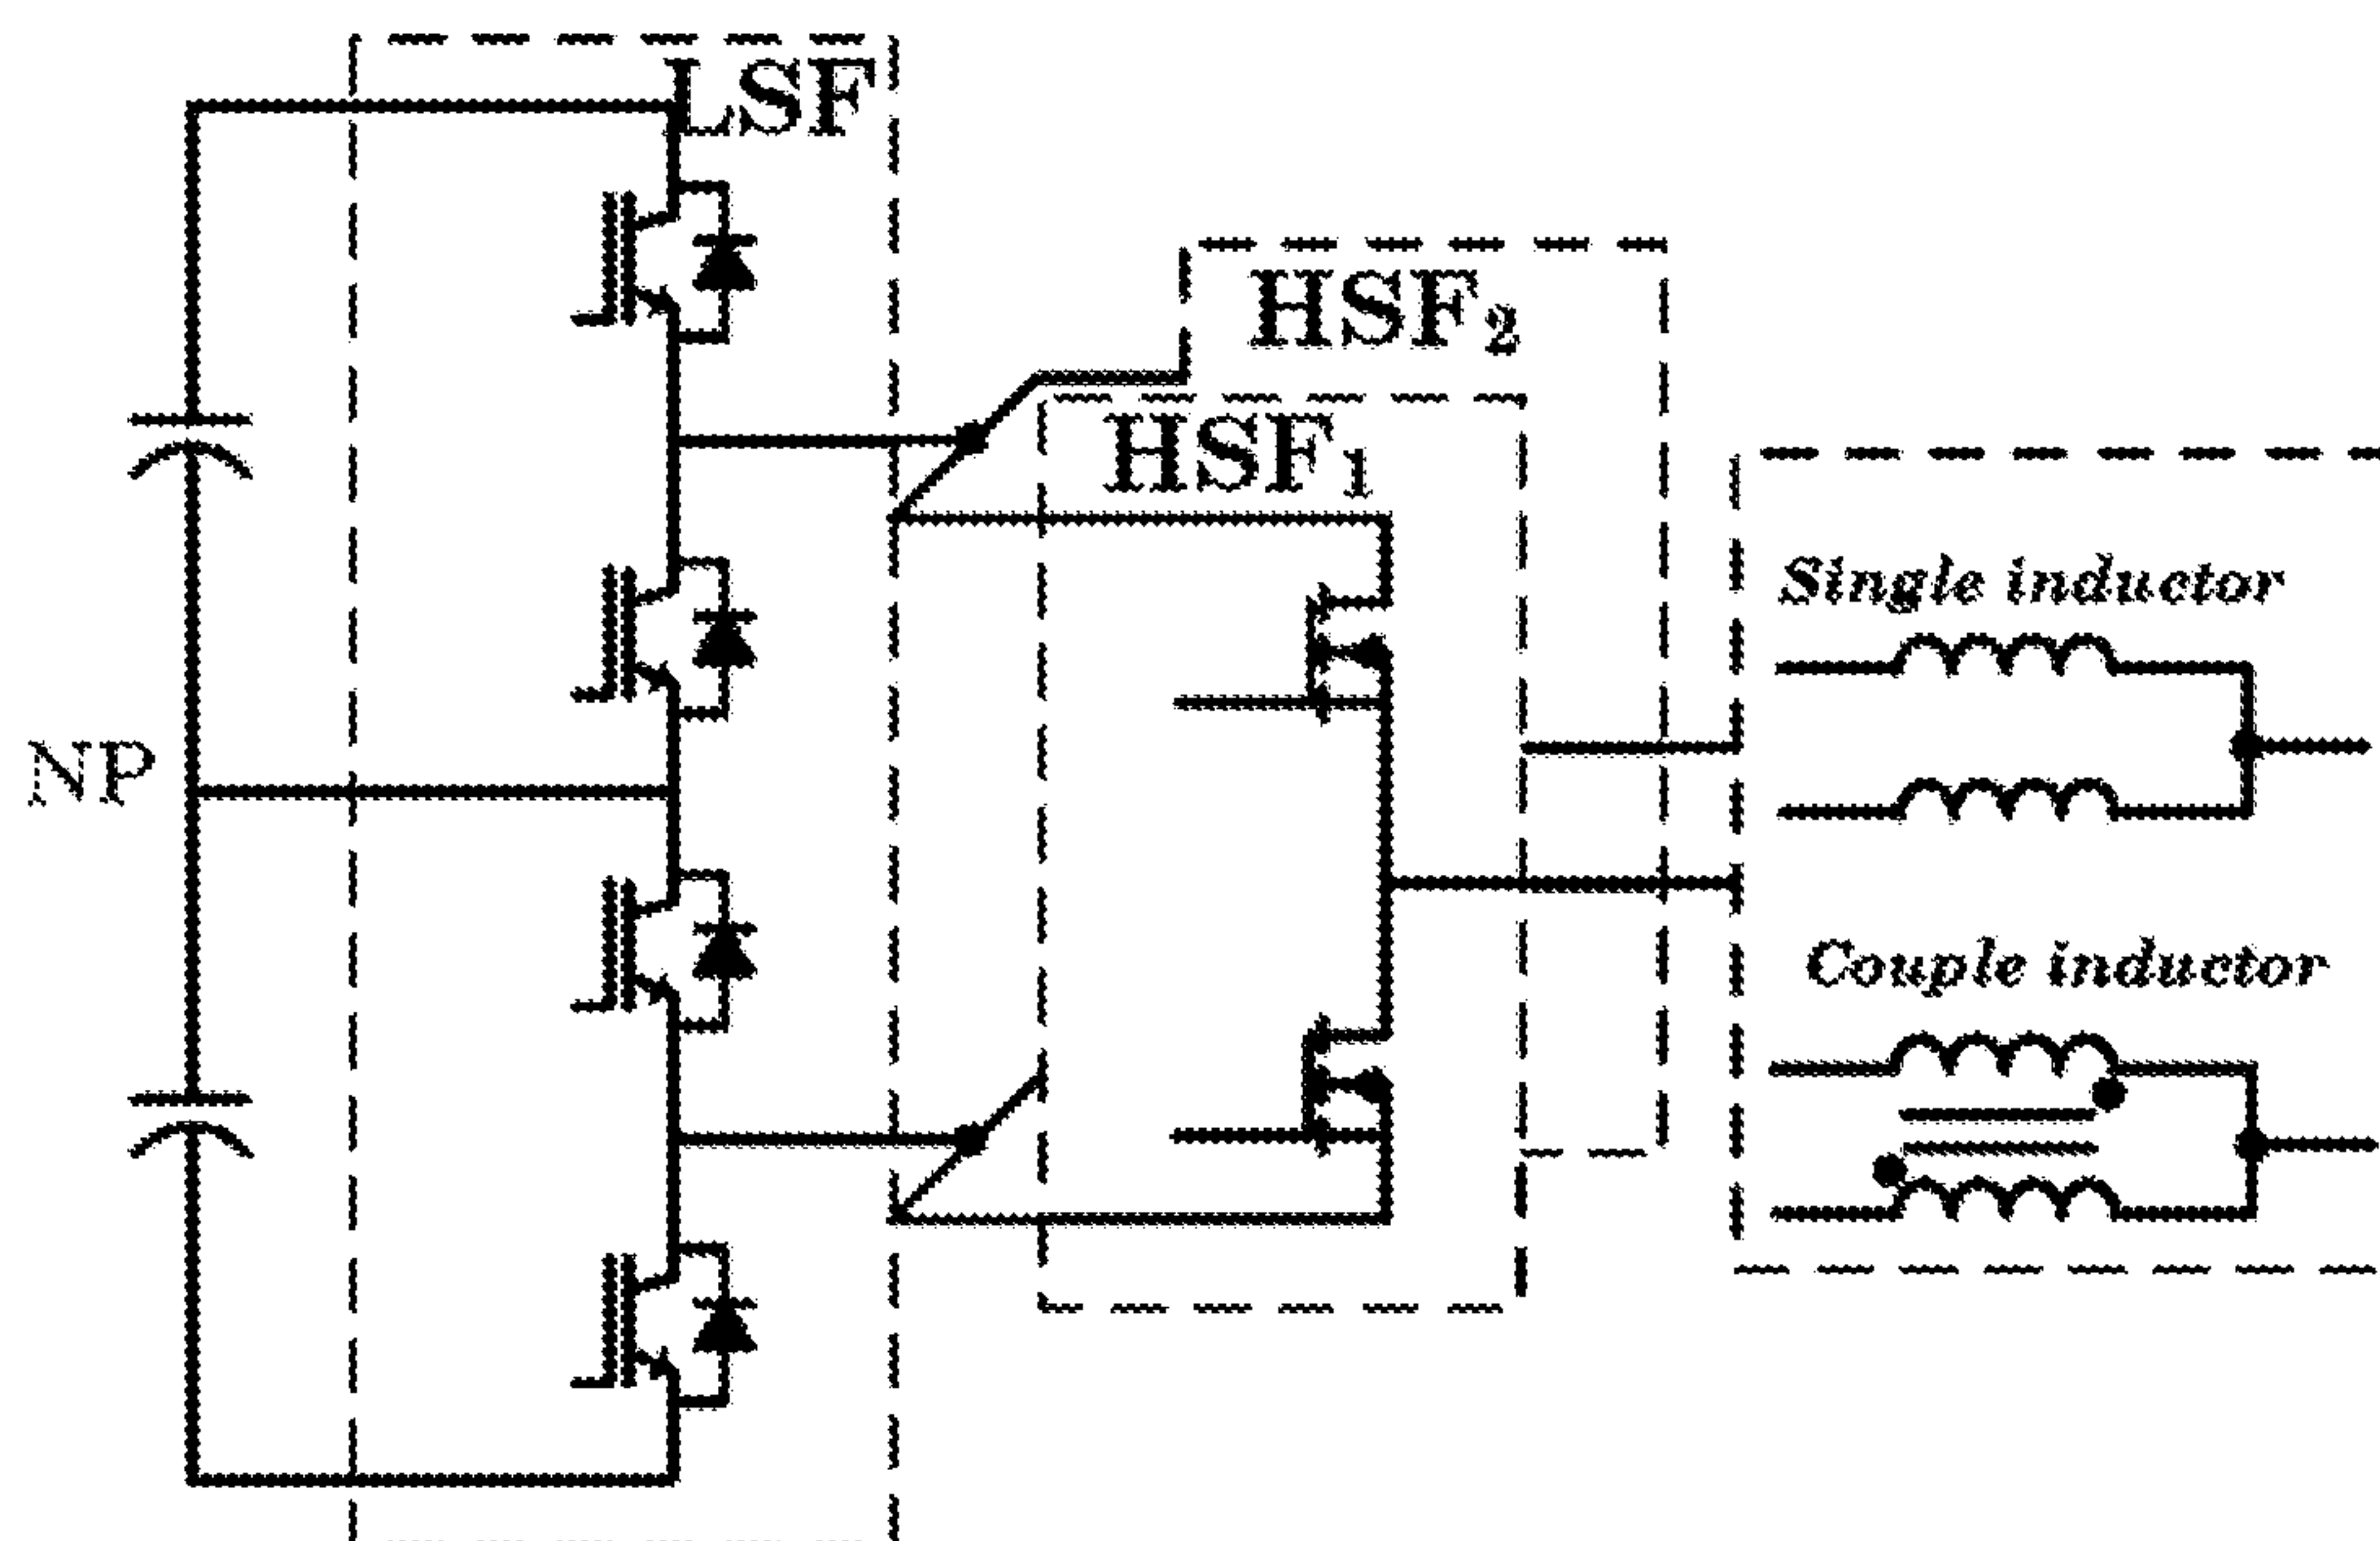 LSF
HSF₂
HSF₁
Single inductor
NP
Couple inductor